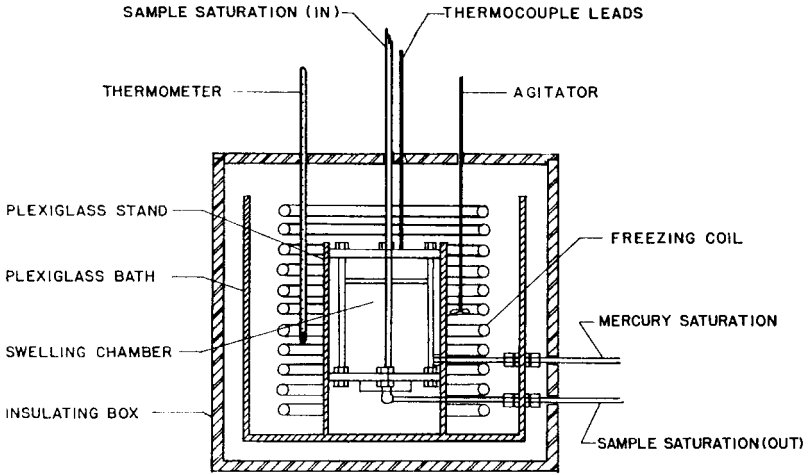 SAMPLE SATURATION (IN)
THERMOCOUPLE LEADS
THERMOMETER
AGITATOR
PLEXIGLASS STAND
FREEZING COIL
PLEXIGLASS BATH
MERCURY SATURATION
SWELLING CHAMBER
INSULATING BOX
SAMPLE SATURATION(OUT)